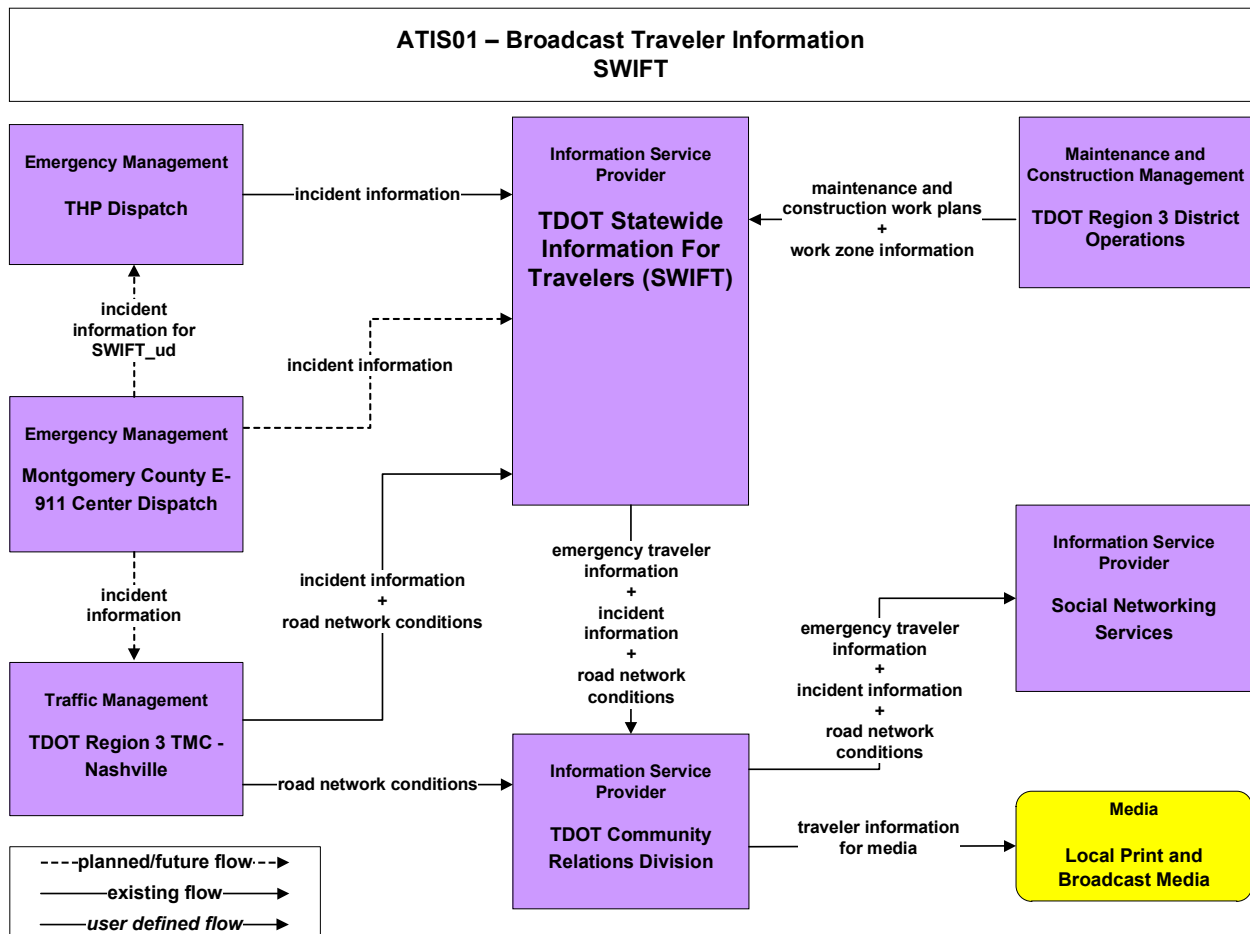 ATIS01 – Broadcast Traveler Information
SWIFT
Emergency Management
THP Dispatch
incident information
Information Service
Provider
TDOT Statewide
Information For
Travelers (SWIFT)
maintenance and
construction work plans
+
work zone information
Maintenance and
Construction Management
TDOT Region 3 District
Operations
incident
information for
SWIFT_ud
incident information
Emergency Management
Montgomery County E-
911 Center Dispatch
incident
information
incident information
+
road network conditions
emergency traveler
information
+
incident
information
+
road network
conditions
Information Service
Provider
Social Networking
Services
emergency traveler
information
+
incident information
+
road network
conditions
Traffic Management
TDOT Region 3 TMC -
Nashville
road network conditions
Information Service
Provider
TDOT Community
Relations Division
traveler information
for media
Media
Local Print and
Broadcast Media
planned/future flow
existing flow
user defined flow